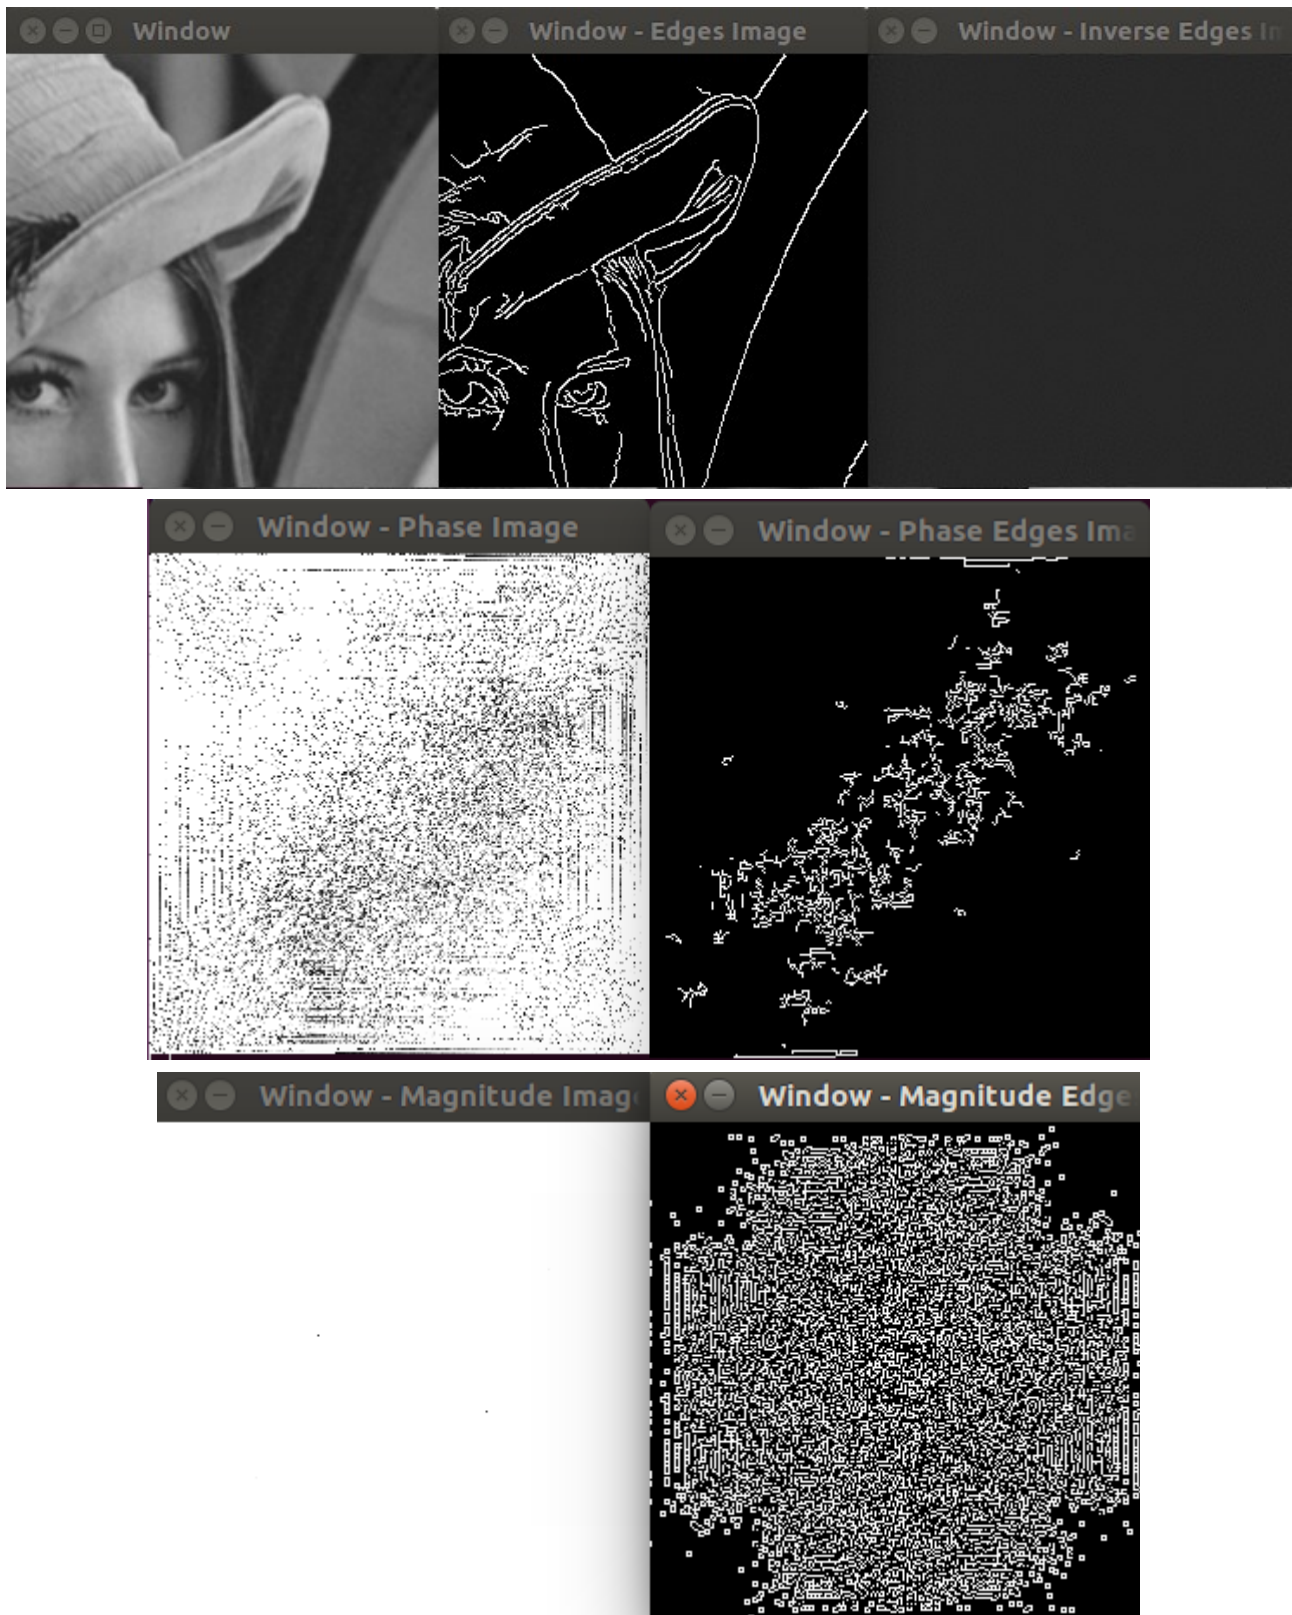 Window
Window - Edges Image
Window - Inverse Edges Im
Window - Phase Image
Window - Phase Edges Ima
Window - Magnitude Imag
Window - Magnitude Edge